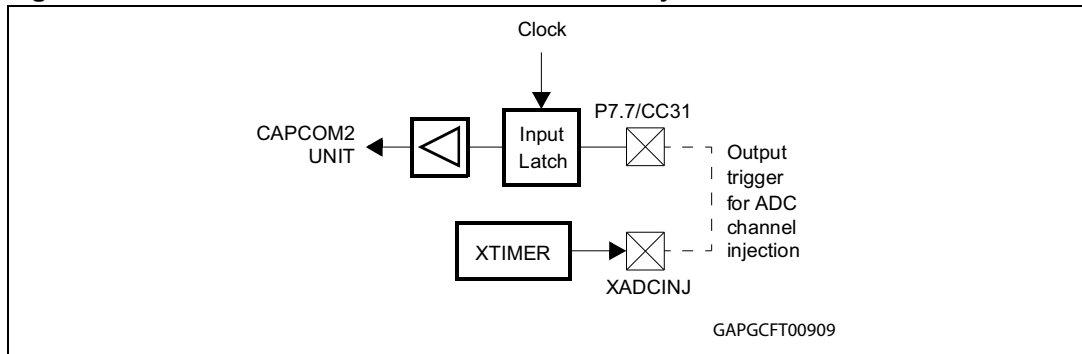 Clock
P7.7/CC31
CAPCOM2
UNIT
Input
Latch
Output
trigger
for ADC
channel
injection
XTIMER
XADCINJ
GAPGCFT00909